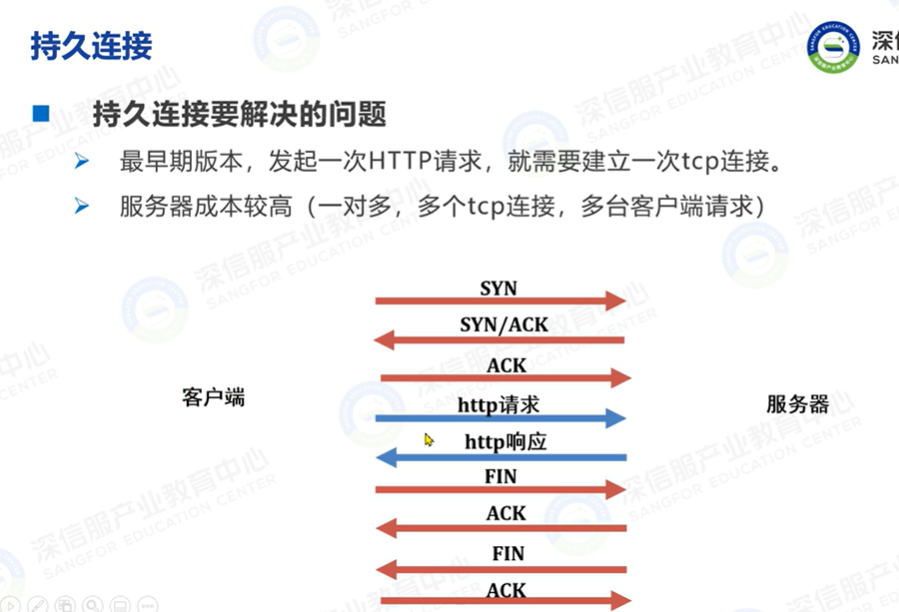 持久连接
深信
SAN
持久连接要解决的问题
最早期版本，发起一次HTTP请求，就需要建立一次tcp连接。
服务器成本较高（一对多，多个tcp连接，多台客户端请求）
SYN
SYN/ACK
ACK
客户端
http请求
服务器
http响应
FIN
ACK
FIN
ACK
深信服产业教育中心
SANGFOR EDUCATION CENTER